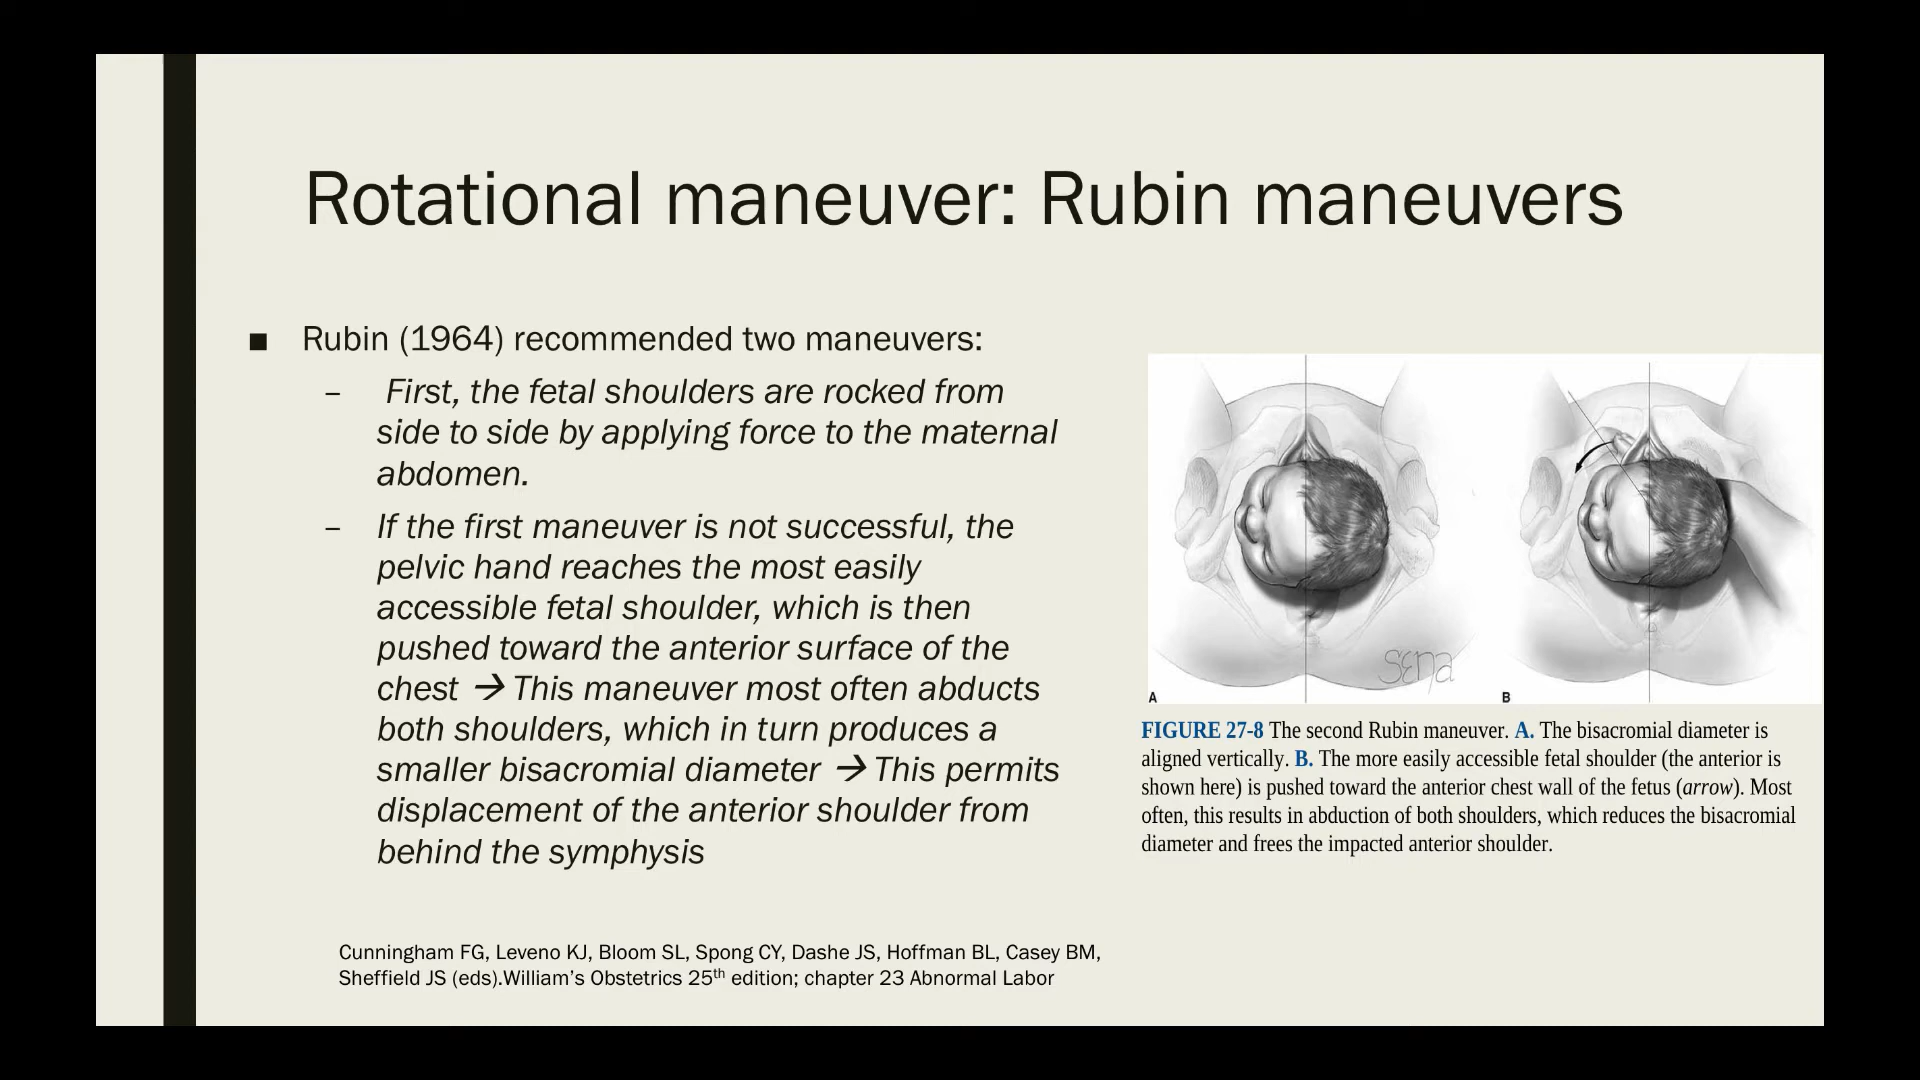 Rotational maneuver: Rubin maneuvers
■ Rubin (1964) recommended two maneuvers:
– First, the fetal shoulders are rocked from
side to side by applying force to the maternal
abdomen.
– If the first maneuver is not successful, the
pelvic hand reaches the most easily
accessible fetal shoulder, which is then
pushed toward the anterior surface of the
chest → This maneuver most often abducts
both shoulders, which in turn produces a
smaller bisacromial diameter → This permits
displacement of the anterior shoulder from
behind the symphysis
Sena
A
B
FIGURE 27-8 The second Rubin maneuver. A. The bisacromial diameter is
aligned vertically. B. The more easily accessible fetal shoulder (the anterior is
shown here) is pushed toward the anterior chest wall of the fetus (arrow). Most
often, this results in abduction of both shoulders, which reduces the bisacromial
diameter and frees the impacted anterior shoulder.
Cunningham FG, Leveno KJ, Bloom SL, Spong CY, Dashe JS, Hoffman BL, Casey BM,
Sheffield JS (eds).William’s Obstetrics 25th edition; chapter 23 Abnormal Labor